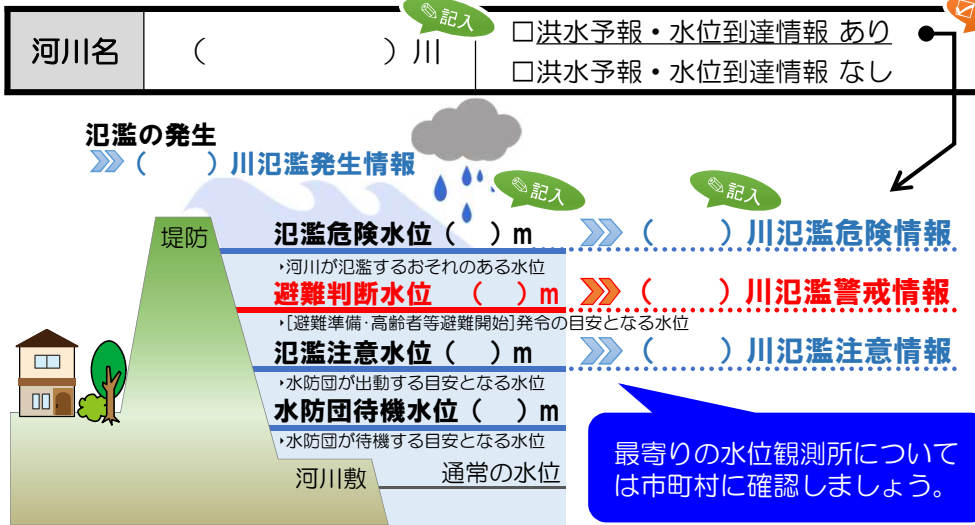 河川名 （　　　　　　　）川 記入 □洪水予報・水位到達情報 あり
□洪水予報・水位到達情報 なし
氾濫の発生
（　　　）川氾濫発生情報
記入 記入
堤防 氾濫危険水位（　）m （　　　）川氾濫危険情報
・河川が氾濫するおそれのある水位
避難判断水位　（　）m （　　　）川氾濫警戒情報
・[避難準備・高齢者等避難開始]発令の目安となる水位
氾濫注意水位（　）m （　　　）川氾濫注意情報
・水防団が出動する目安となる水位
水防団待機水位（　）m
・水防団が待機する目安となる水位
河川敷 通常の水位
最寄りの水位観測所について
は市町村に確認しましょう。